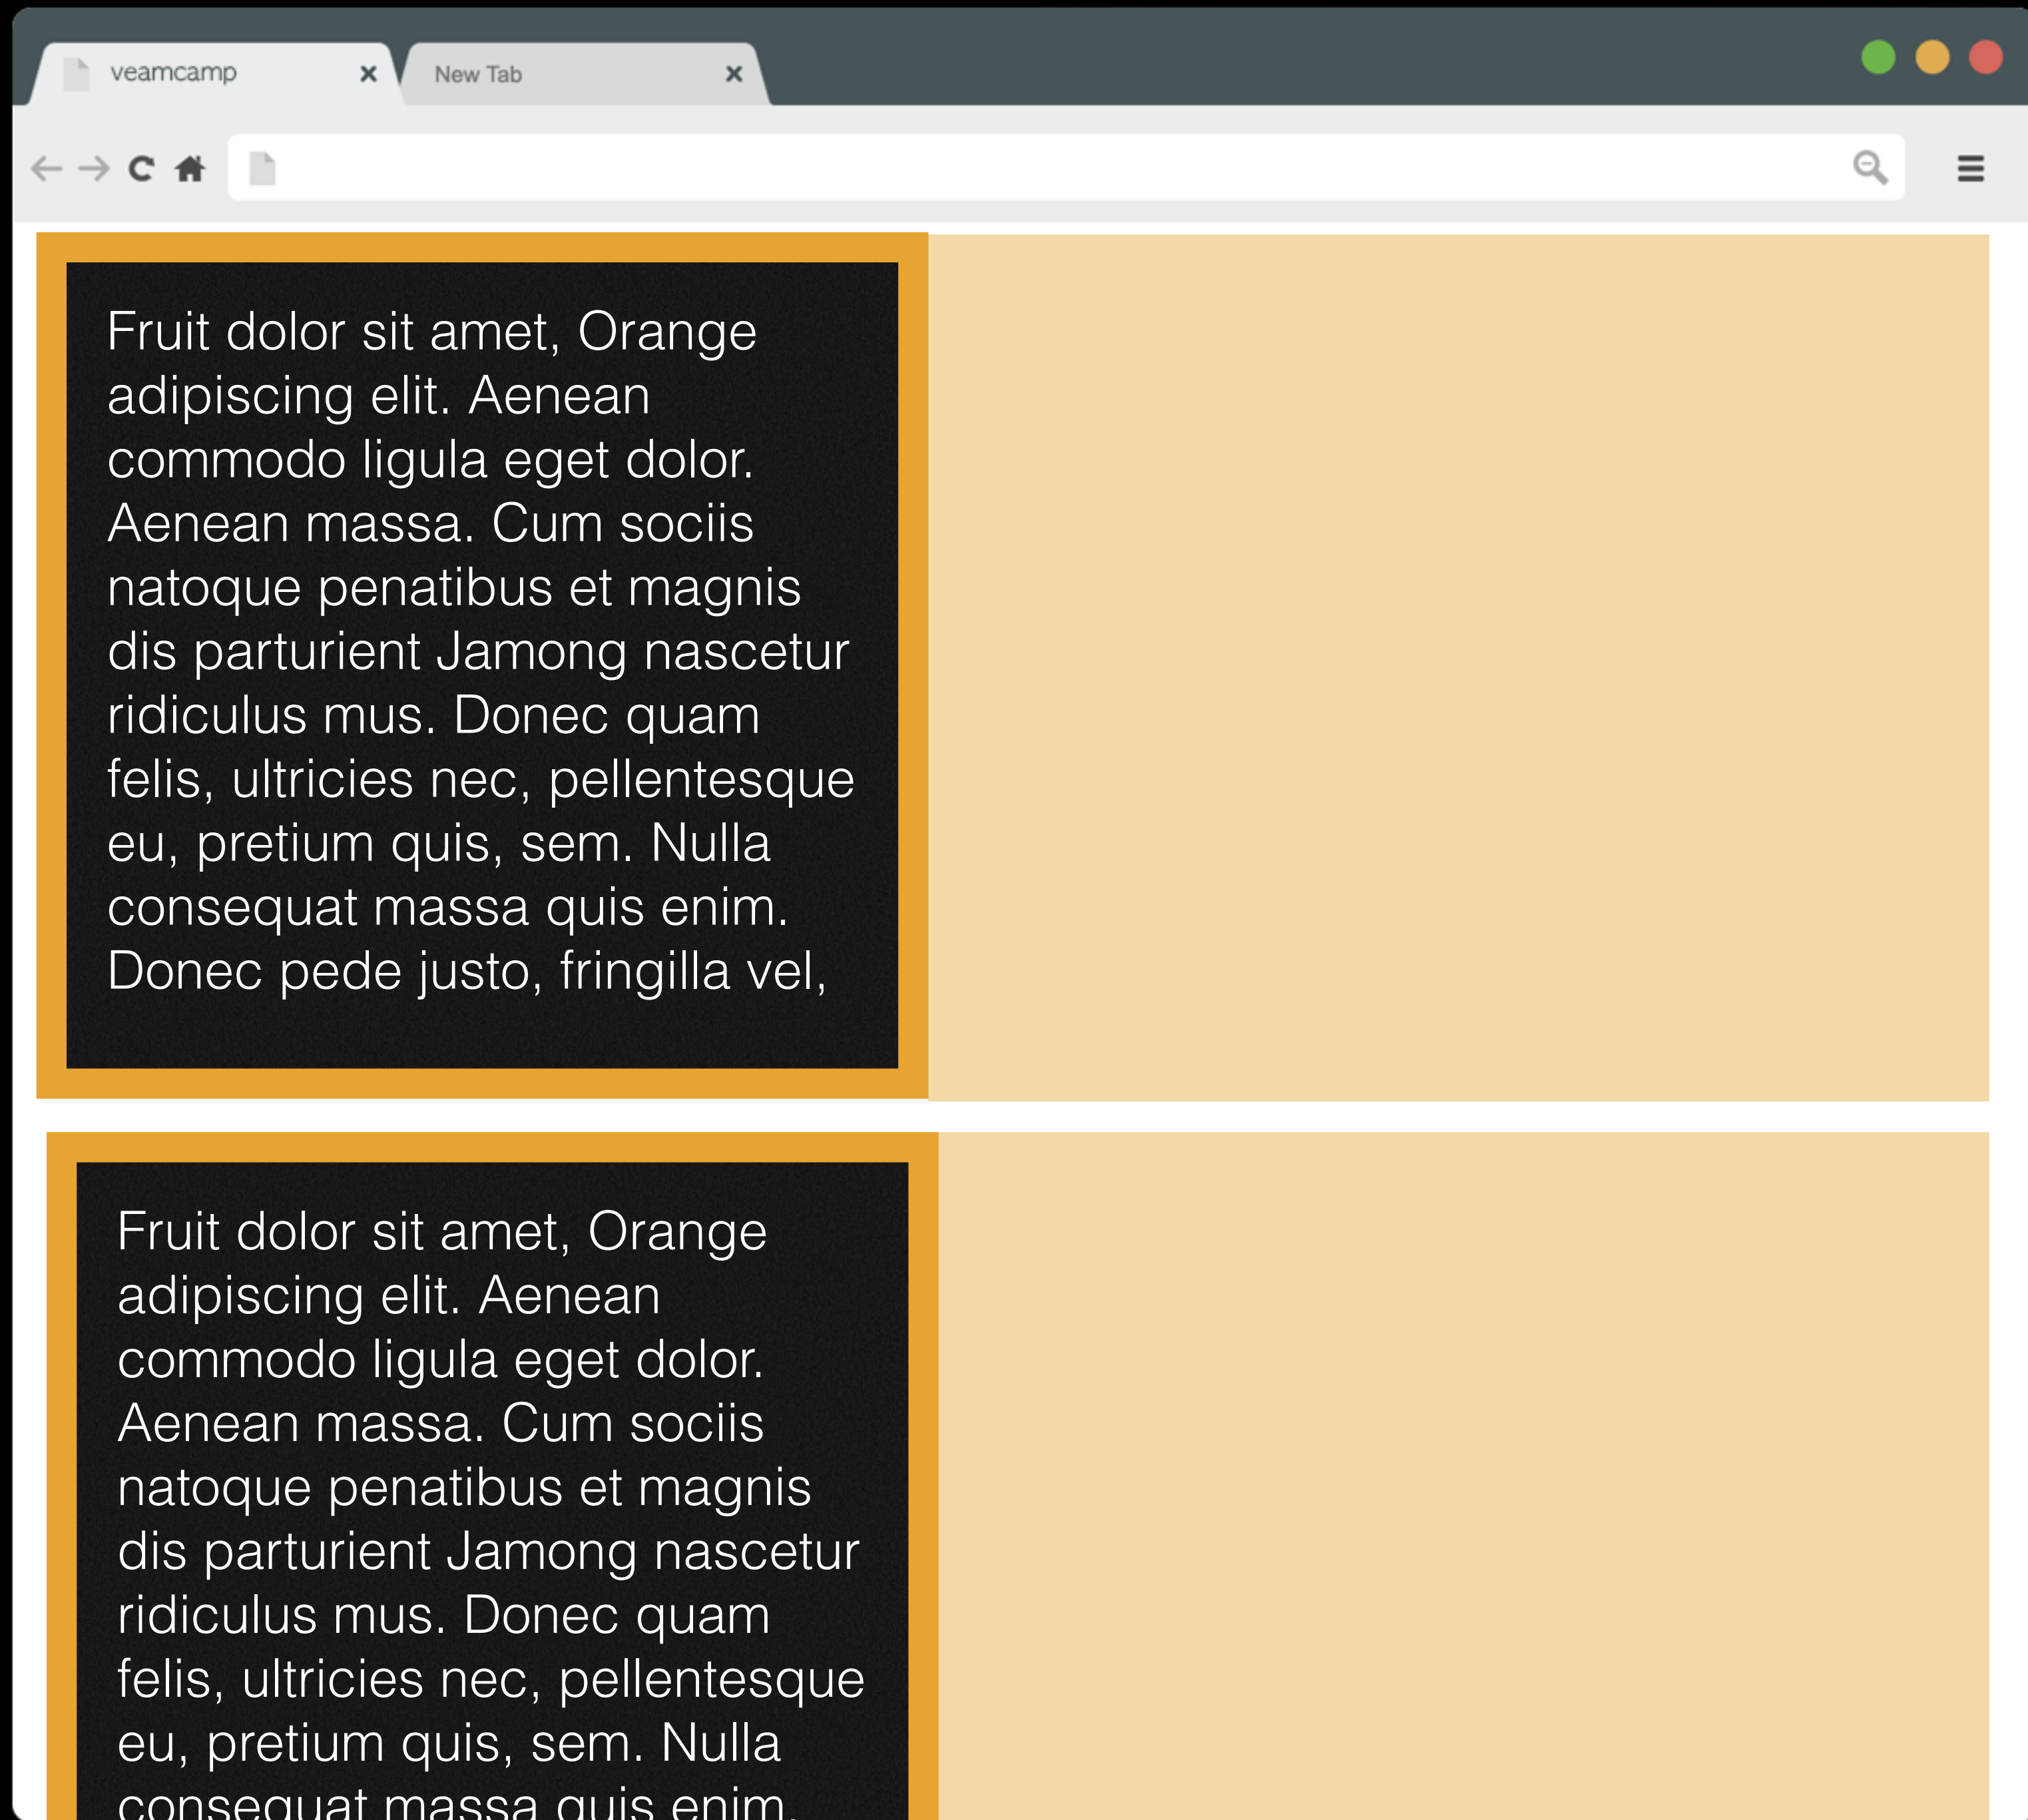 veamcamp
New Tab
Fruit dolor sit amet, Orange
adipiscing elit. Aenean
commodo ligula eget dolor.
Aenean massa. Cum sociis
natoque penatibus et magnis
dis parturient Jamong nascetur
ridiculus mus. Donec quam
felis, ultricies nec, pellentesque
eu, pretium quis, sem. Nulla
consequat massa quis enim.
Donec pede justo, fringilla vel,
Fruit dolor sit amet, Orange
adipiscing elit. Aenean
commodo ligula eget dolor.
Aenean massa. Cum sociis
natoque penatibus et magnis
dis parturient Jamong nascetur
ridiculus mus. Donec quam
felis, ultricies nec, pellentesque
eu, pretium quis, sem. Nulla
consequat massa quis enim.